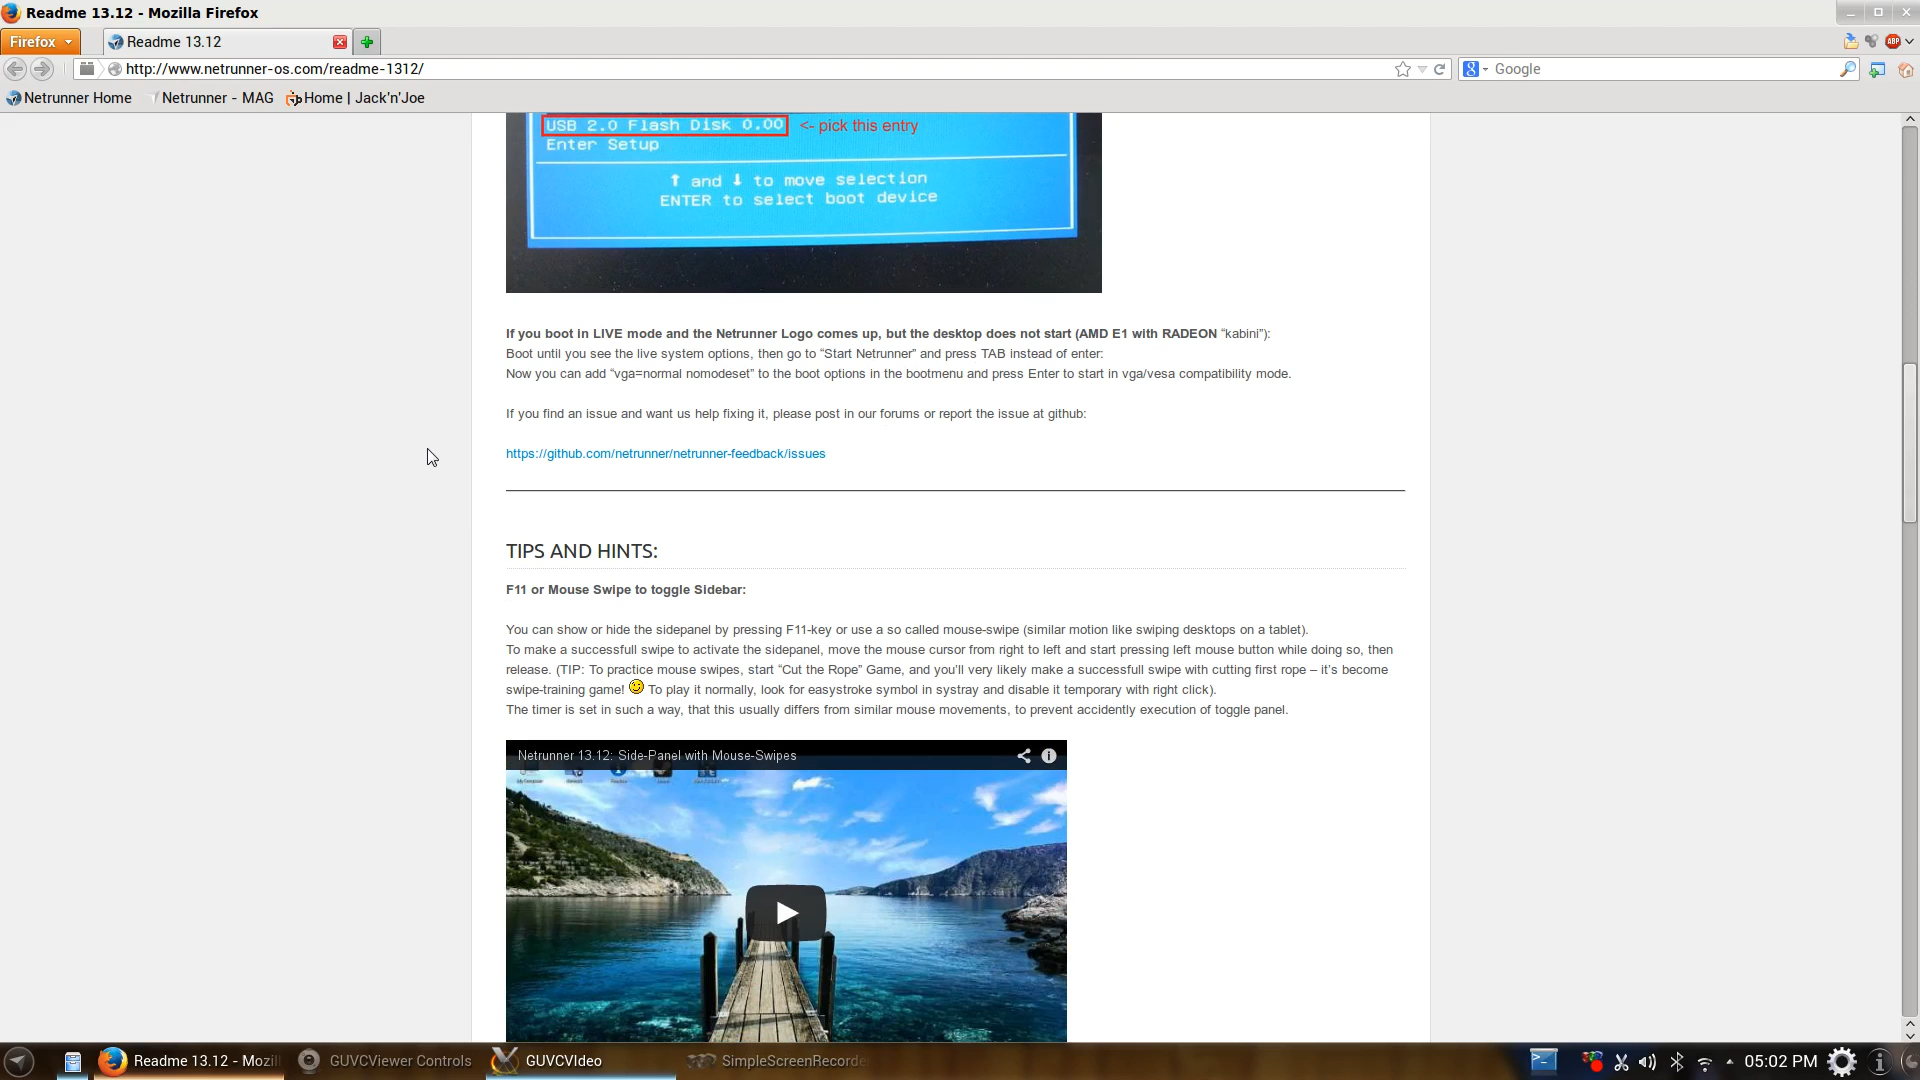 Readme 13.12 - Mozilla Firefox
Firefox
Readme 13.12
ABP
http://www.netrunner-os.com/readme-1312/
8
Google
Netrunner Home
Netrunner - MAG
Home | Jack'n'Joe
USB 2.0 Flash Disk 0.00 <- pick this entry
Enter Setup
↑ and ↓ to move selection
ENTER to select boot device
If you boot in LIVE mode and the Netrunner Logo comes up, but the desktop does not start (AMD E1 with RADEON “kabini”):
Boot until you see the live system options, then go to “Start Netrunner” and press TAB instead of enter:
Now you can add “vga=normal nomodeset” to the boot options in the bootmenu and press Enter to start in vga/vesa compatibility mode.
If you find an issue and want us help fixing it, please post in our forums or report the issue at github:
https://github.com/netrunner/netrunner-feedback/issues
TIPS AND HINTS:
F11 or Mouse Swipe to toggle Sidebar:
You can show or hide the sidepanel by pressing F11-key or use a so called mouse-swipe (similar motion like swiping desktops on a tablet).
To make a successfull swipe to activate the sidepanel, move the mouse cursor from right to left and start pressing left mouse button while doing so, then
release. (TIP: To practice mouse swipes, start “Cut the Rope” Game, and you’ll very likely make a successfull swipe with cutting first rope – it’s become
swipe-training game! To play it normally, look for easystroke symbol in systray and disable it temporary with right click).
The timer is set in such a way, that this usually differs from similar mouse movements, to prevent accidently execution of toggle panel.
Netrunner 13.12: Side-Panel with Mouse-Swipes
Readme 13.12 - Mozil
GUVCViewer Controls
GUVCVIdeo
SimpleScreenRecorde
05:02 PM